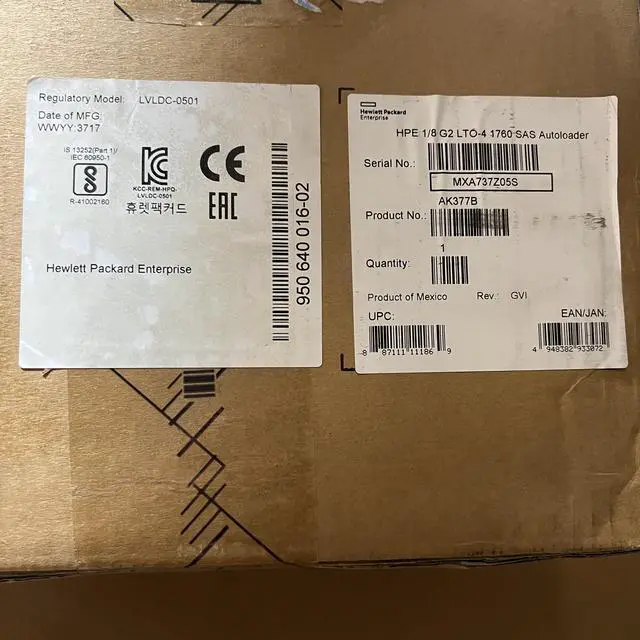 Regulatory Model: LVLDC-0501
Date of MFG:
WWYY:3717
IS 13252(Part 1)/
IEC 60950-1
R-41002160
KCC-REM-HPQ-
LVLDC-0501
휴렛팩커드
CE
EAC
Hewlett Packard Enterprise
950 640 016-02
Hewlett Packard
Enterprise
HPE 1/8 G2 LTO-4 1760 SAS Autoloader
Serial No.:
MXA737Z05S
AK377B
Product No.:
1
Quantity:
Product of Mexico Rev.: GVI
UPC: EAN/JAN:
8 87111 11186 9
4 948382 933072